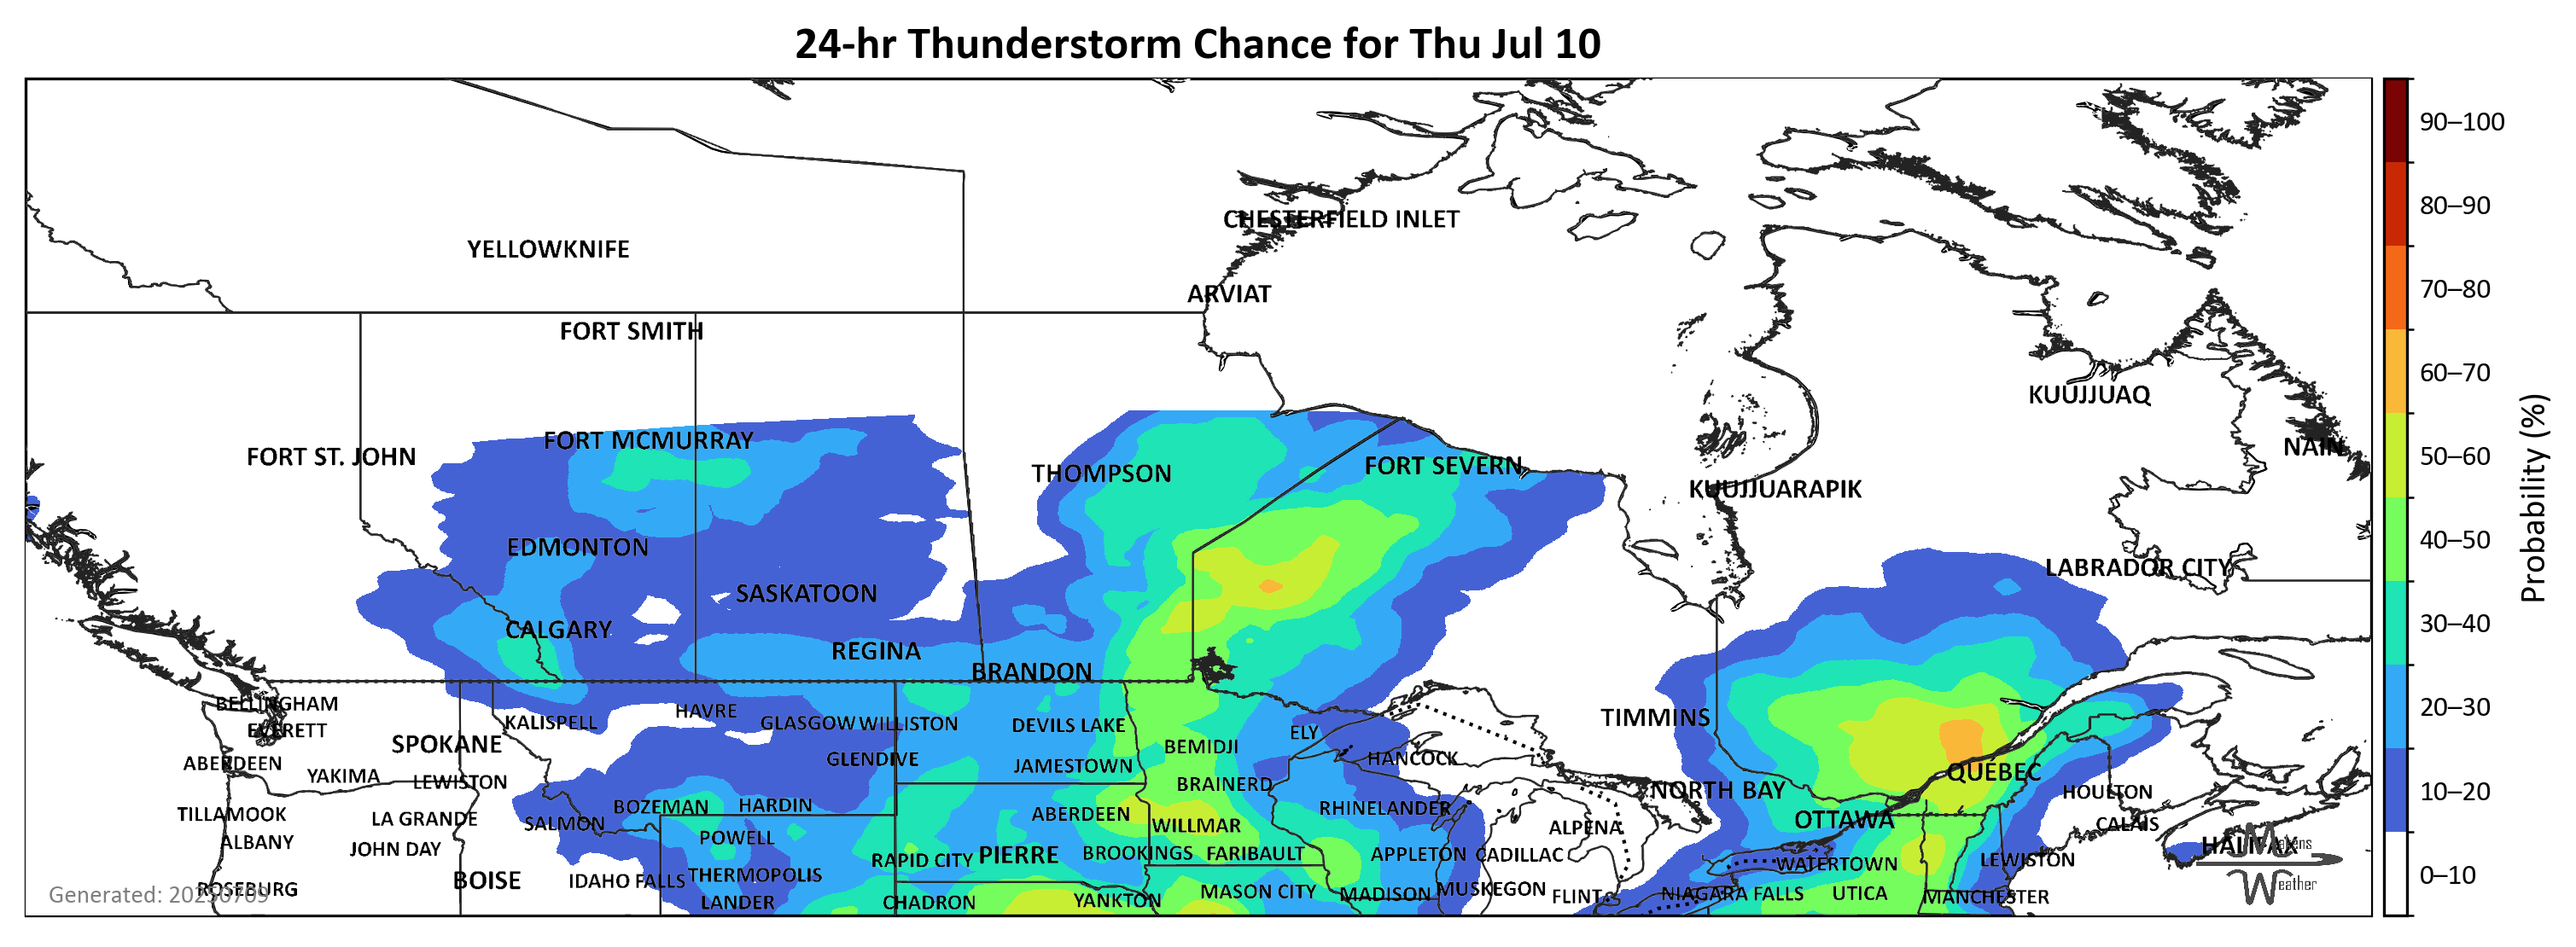 24-hr Thunderstorm Chance for Thu Jul 10
CHESTERFIELD INLET
YELLOWKNIFE
ARVIAT
FORT SMITH
KUUJJUAQ
FORT MCMURRAY
NAIN
FORT ST. JOHN
FORT SEVERN
THOMPSON
KUUJJUARAPIK
EDMONTON
LABRADOR CITY
SASKATOON
CALGARY
REGINA
BRANDON
BELLINGHAM
HAVRE
TIMMINS
KALISPELL
GLASGOW
WILLISTON
DEVILS LAKE
EVERETT
ELY
SPOKANE
BEMIDJI
GLENDIVE
HANCOCK
ABERDEEN
JAMESTOWN
QUÉBEC
YAKIMA
LEWISTON
BRAINERD
NORTH BAY
HOULTON
BOZEMAN
HARDIN
RHINELANDER
TILLAMOOK
ABERDEEN
LA GRANDE
OTTAWA
SALMON
WILLMAR
ALPENA
CALAIS
POWELL
ALBANY
HALIFAX
JOHN DAY
BROOKINGS
FARIBAULT
PIERRE
APPLETON
CADILLAC
RAPID CITY
LEWISTON
WATERTOWN
THERMOPOLIS
BOISE
IDAHO FALLS
ROSEBURG
MUSKEGON
MASON CITY
MADISON
NIAGARA FALLS
UTICA
FLINT
MANCHESTER
LANDER
CHADRON
YANKTON
Generated: 20250709
Weather
90–100
80–90
70–80
60–70
50–60
40–50
30–40
20–30
10–20
0–10
Probability (%)